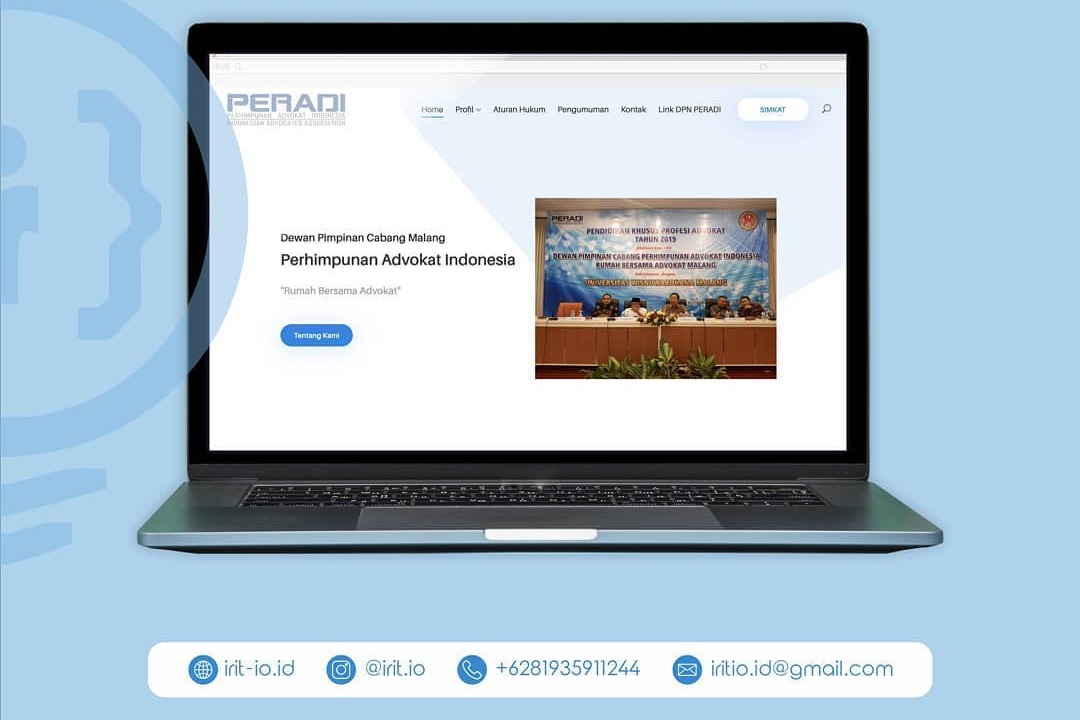 PERADI
PERHIMPUNAN ADVOKAT INDONESIA
INDONESIAN ADVOCATES ASSOCIATION
Home Profil Aturan Hukum Pengumuman Kontak Link DPN PERADI SIMKAT
Dewan Pimpinan Cabang Malang
Perhimpunan Advokat Indonesia
"Rumah Bersama Advokat"
Tentang Kami
PERADI
PENDIDIKAN KHUSUS PROFESI ADVOKAT
TAHUN 2019
DEWAN PIMPINAN CABANG PERHIMPUNAN ADVOKAT INDONESIA
RUMAH BERSAMA ADVOKAT MALANG
UNIVERSITAS WISNUWARDHANA MALANG
irit-io.id @irit.io +6281935911244 iritio.id@gmail.com